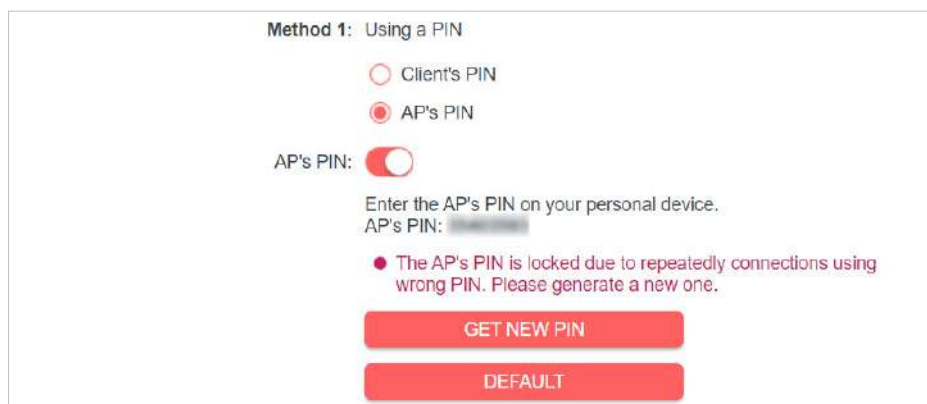 Method 1: Using a PIN
Client's PIN
AP's PIN
AP's PIN:
Enter the AP's PIN on your personal device.
AP's PIN:
The AP's PIN is locked due to repeatedly connections using
wrong PIN. Please generate a new one.
GET NEW PIN
DEFAULT